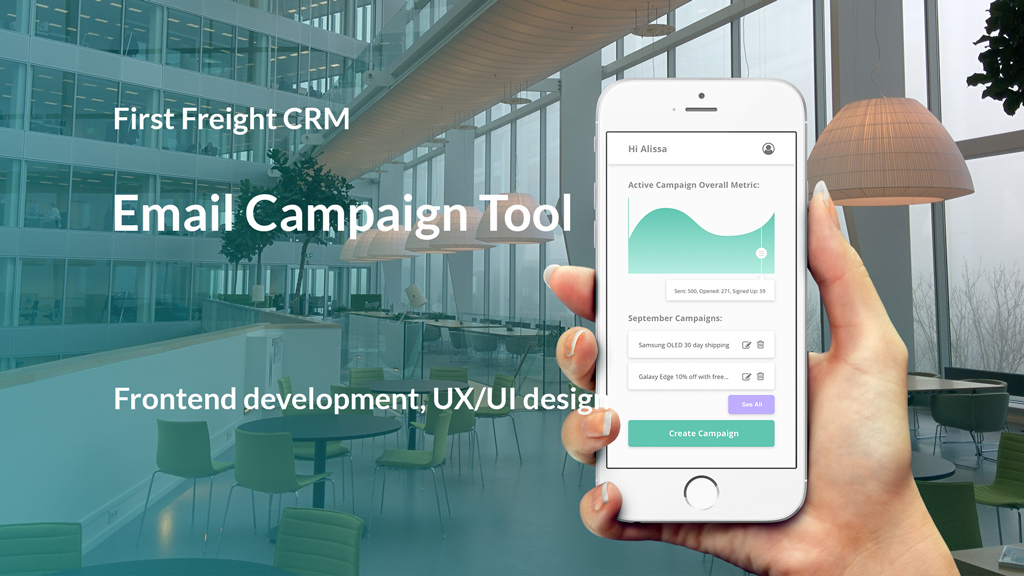 First Freight CRM
Email Campaign Tool
Frontend development, UX/UI design
Hi Alissa
Active Campaign Overall Metric:
Sent: 500, Opened: 271, Signed Up: 59
September Campaigns:
Samsung OLED 30 day shipping
Galaxy Edge 10% off with free...
See All
Create Campaign